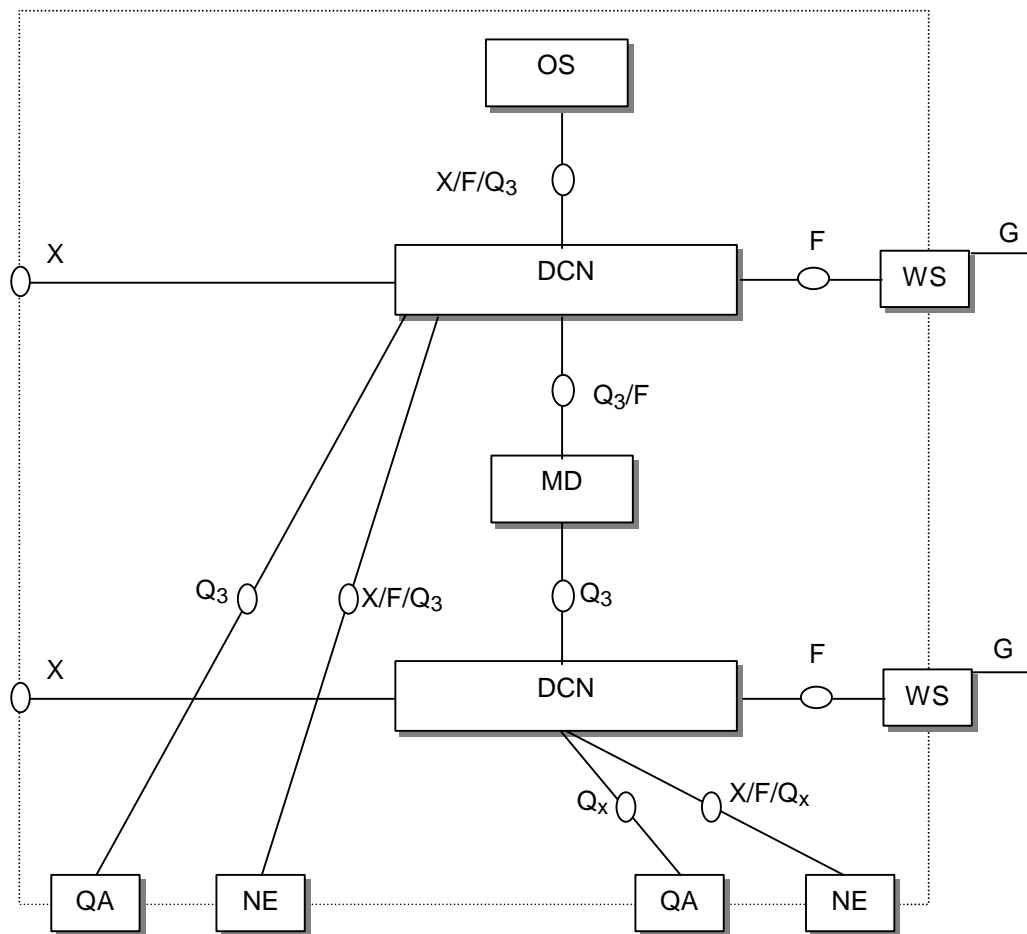 OS
X/F/Q3
X
DCN
F
WS
G
Q3/F
MD
Q3
X/F/Q3
Q3
X
DCN
F
WS
G
Qx
X/F/Qx
QA
NE
QA
NE